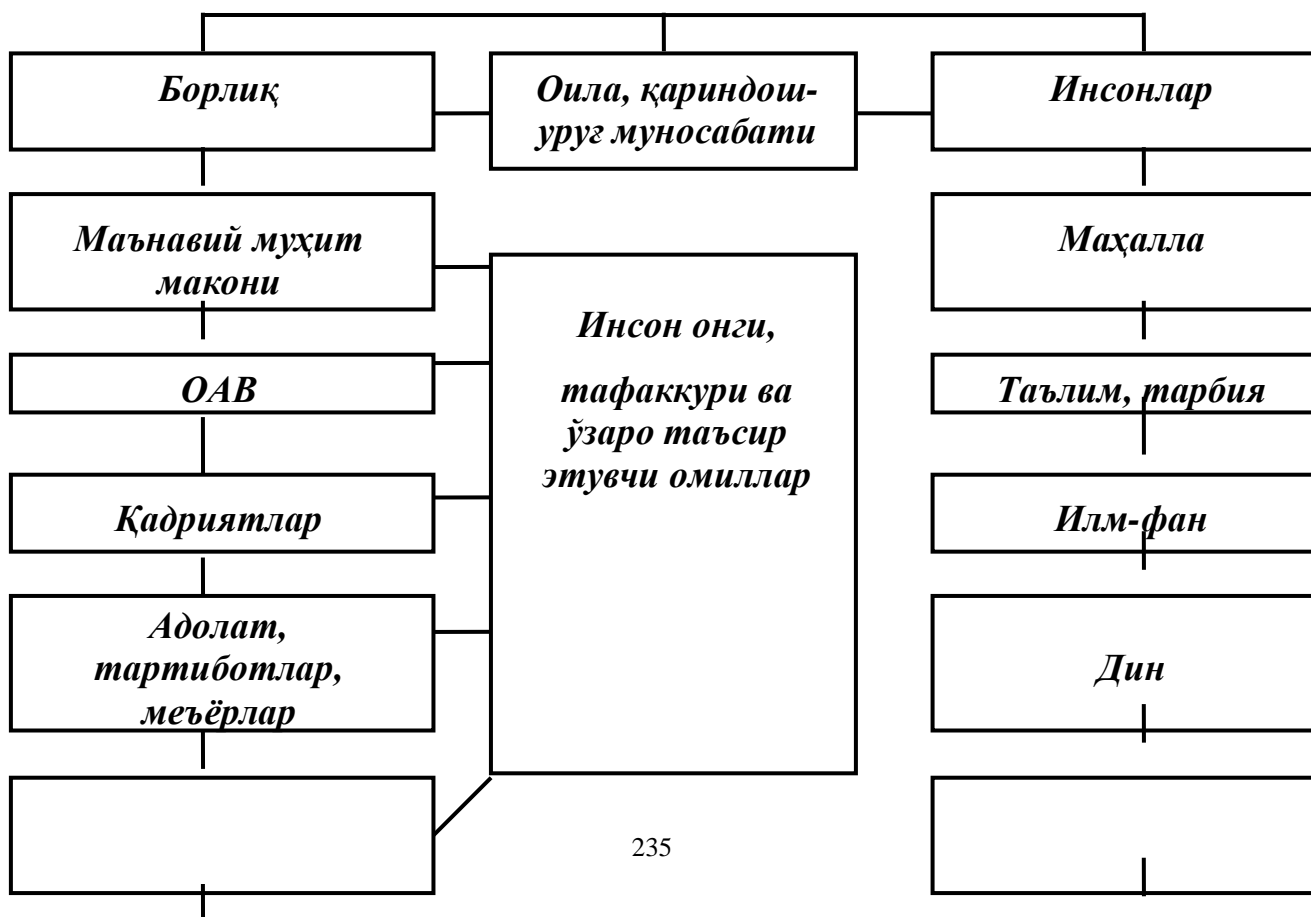 Борлиқ
Оила, қариндош-
уруғ муносабати
Инсонлар
Маънавий муҳит
макони
Маҳалла
Инсон онги,
тафаккури ва
ўзаро таъсир
этувчи омиллар
ОАВ
Таълим, тарбия
Қадриятлар
Илм-фан
Адолат,
тартиботлар,
меъёрлар
Дин
235